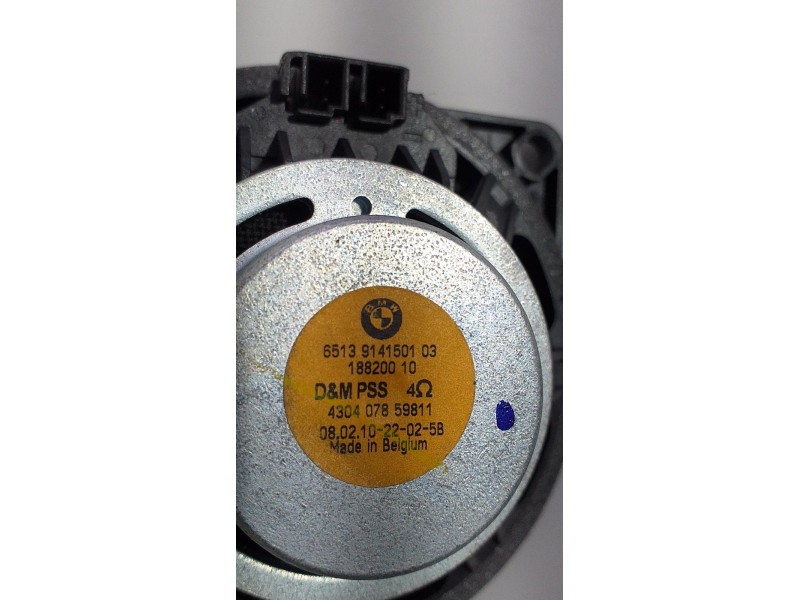 BMW
6513 9141501 03
188200 10
D&M PSS 4Ω
4304 078 59811
08.02.10-22-02-5B
Made in Belgium